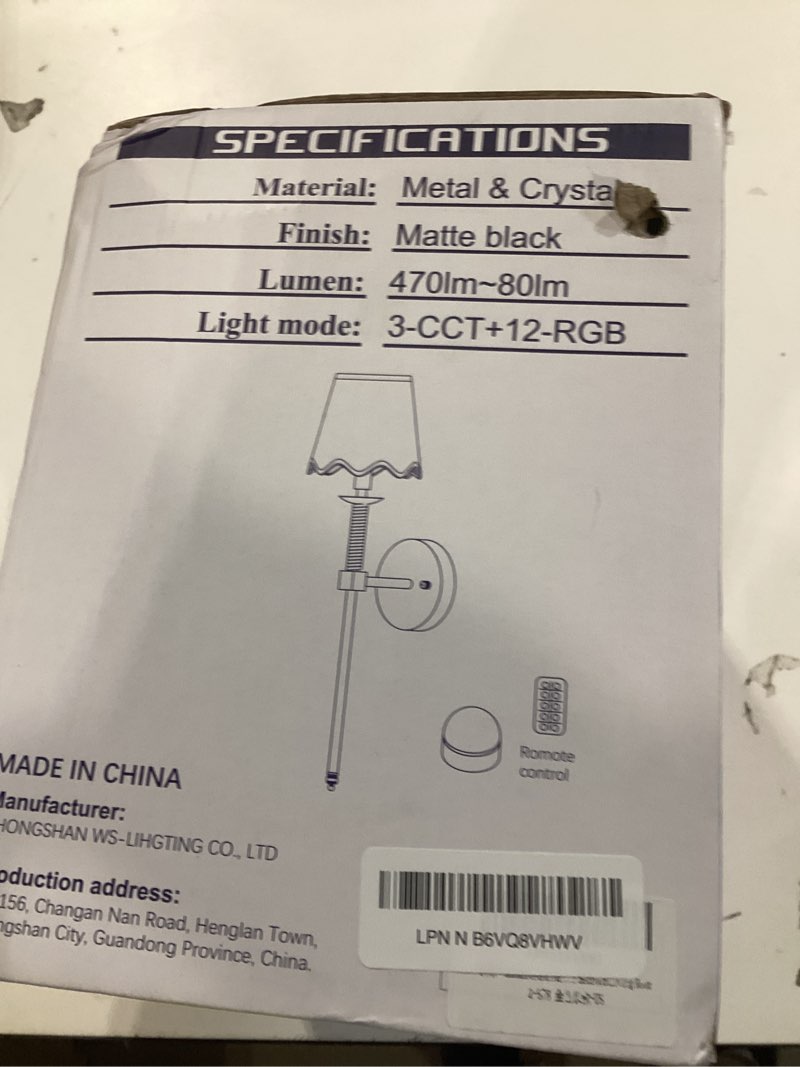 SPECIFICATIONS
Material: Metal & Crysta
Finish: Matte black
Lumen: 470lm~80lm
Light mode: 3-CCT+12-RGB
Romote
control
MADE IN CHINA
Manufacturer:
HONGSHAN WS-LIHGTING CO., LTD
oduction address:
156, Changan Nan Road, Henglan Town,
ngshan City, Guandong Province, China.
LPN N B6VQ8VHWV